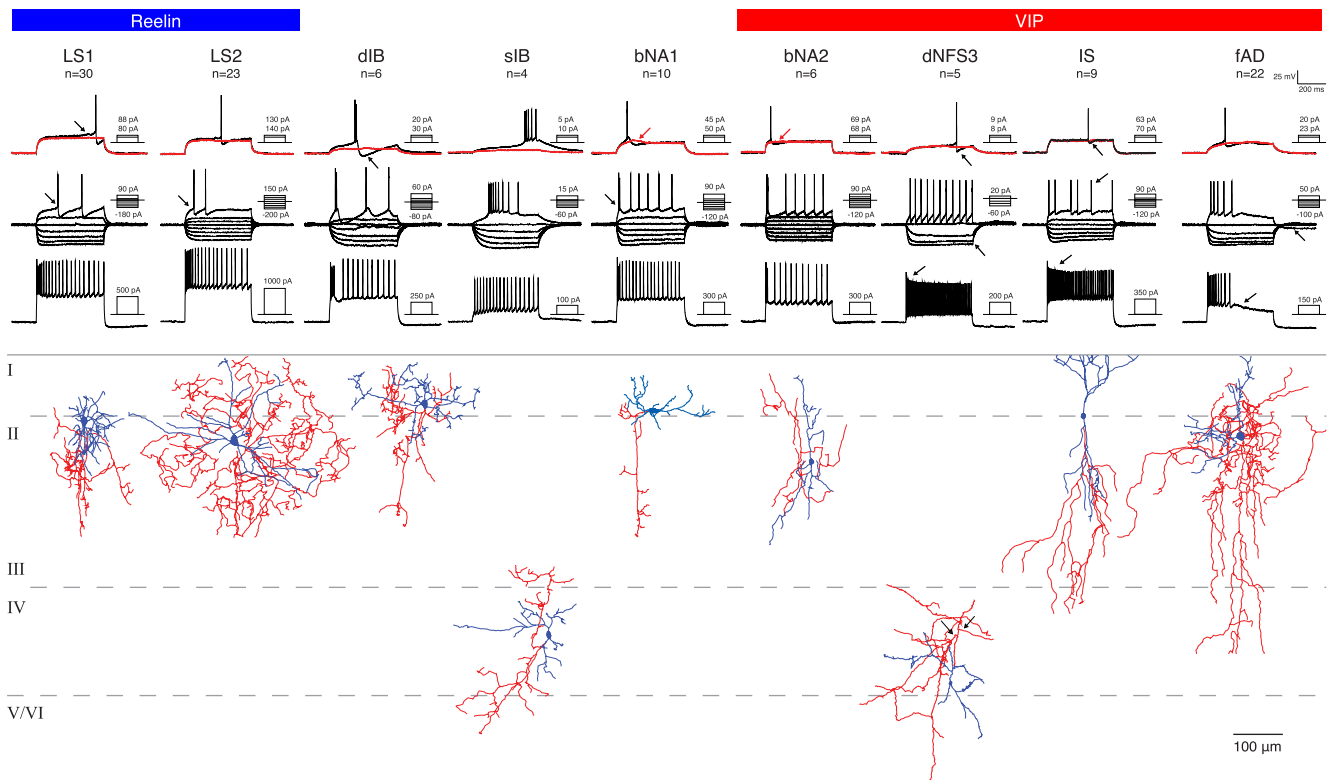 Reelin VIP
LS1 LS2 dIB sIB bNA1 bNA2 dNFS3 IS fAD
n=30 n=23 n=6 n=4 n=10 n=6 n=5 n=9 n=22
25 mV
200 ms
88 pA 130 pA 20 pA 5 pA 45 pA 69 pA 9 pA 63 pA 20 pA
80 pA 140 pA 30 pA 10 pA 50 pA 68 pA 8 pA 70 pA 23 pA
90 pA 150 pA 60 pA 15 pA 90 pA 90 pA 20 pA 90 pA 50 pA
-180 pA -200 pA -80 pA -60 pA -120 pA -120 pA -60 pA -120 pA -100 pA
500 pA 1000 pA 250 pA 100 pA 300 pA 300 pA 200 pA 350 pA 150 pA
I
II
III
IV
V/VI
100 µm